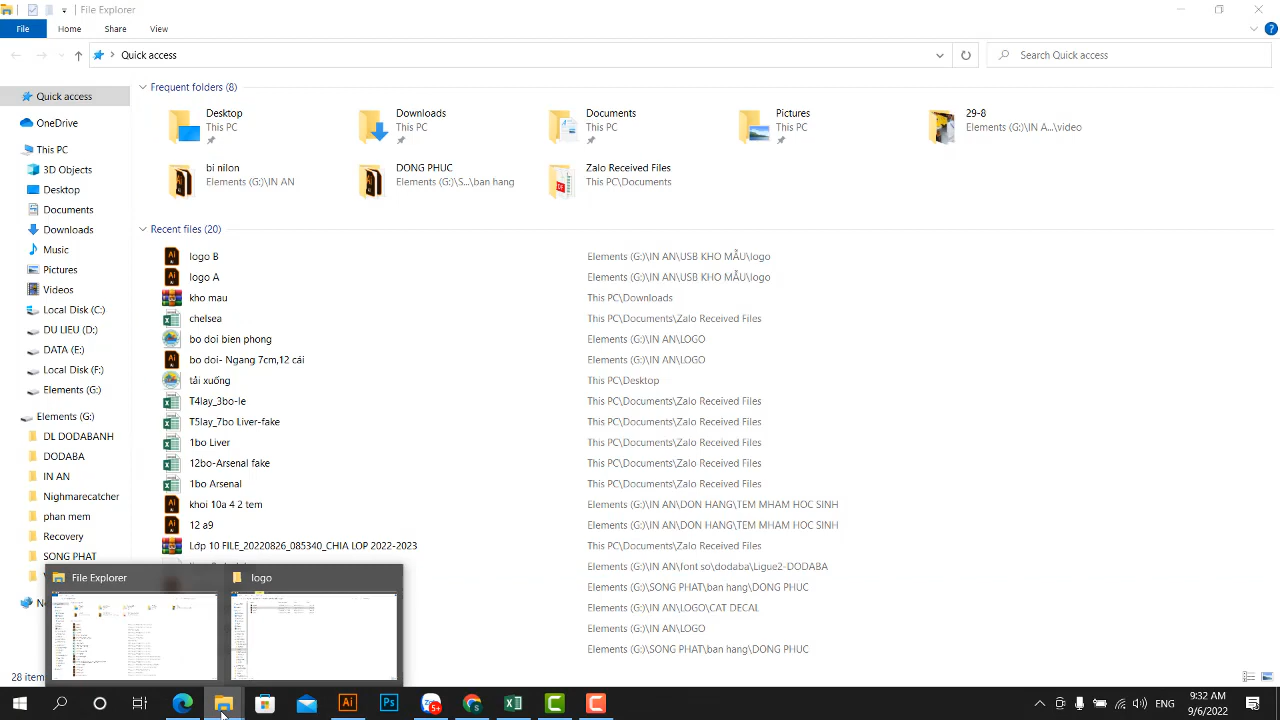 File Explorer
File
Home
Share
View
Quick access
Search Quick access
Quick access
OneDrive
This PC
3D Objects
Desktop
Documents
Downloads
Music
Pictures
Videos
Local Disk (C:)
DU LIEU (D:)
DATA (E:)
Local Disk (F:)
Elements (G:)
Elements (G:)
DL DODABANH
DODABA
IN AN
Nighmarecatcher
phan mem
Recovery
SONG PHAT
Frequent folders (8)
Desktop
This PC
Downloads
This PC
Documents
This PC
Pictures
This PC
29-8
Elements (G:)\IN A...\video
bi nilon
Elements (G:)\IN AN
DONG PHUC
Elements (G:)\S...\ban hang
Zalo Received Files
This PC\Documents
Recent files (20)
logo B Elements (G:)\IN AN\USB KHO MẪU\logo
logo A Elements (G:)\IN AN\USB KHO MẪU\logo
kho mau This PC\Downloads
chelsea This PC\Documents\Zalo Received Files
bo doi bien phong Elements (G:)\IN AN\LOGO
bo doi- Ngang 7cm,12 cái Elements (G:)\IN AN\LOGO
tải xuống This PC\Desktop
T4lay_3bo-le This PC\Documents\Zalo Received Files
T5lay_7bo Liver-fake This PC\Documents\Zalo Received Files
1bo Liver This PC\Documents\Zalo Received Files
12bo-Arsenal fake This PC\Documents\Zalo Received Files
1bo Arsenal This PC\Documents\Zalo Received Files
khoi 10a 4 2 tem Elements (G:)\IN AN\DON HANG\TEM NHAM HOC SINH
12 a9 Elements (G:)\IN AN\DON HANG\TEM NHAM HOC SINH
Lớp 10 FILE_20220826_085340_CHIA LOP 2022-2023 This PC\Documents\Zalo Received Files
Elements (G:)\IN AN\font so\dodabaLigue2-DODABA
Elements (G:)\SONG PHAT\ban hang\DONG PHUC
Elements (G:)\IN AN\LOGO\CAT DECAL
Elements (G:)\IN AN\LOGO
Elements (G:)\SONG PHAT\ban hang\DONG PHUC
File Explorer
logo
28 item
Ai
Ps
5+
ENG
9:32 AM
9/6/2022